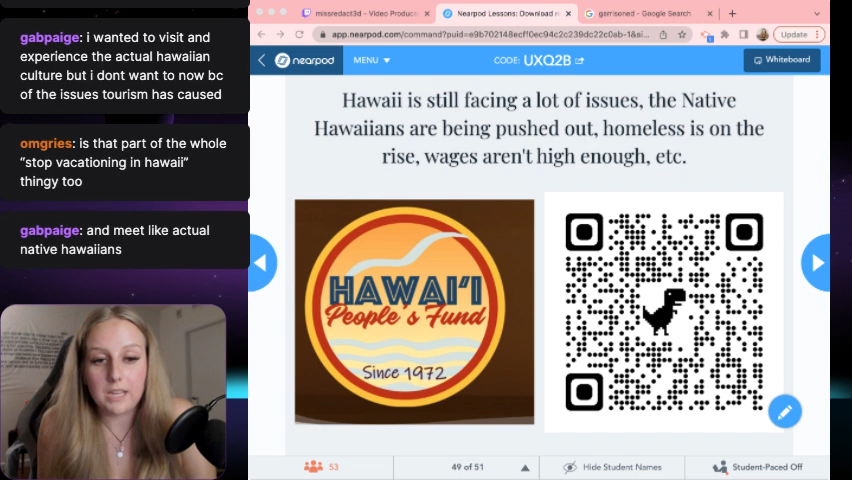 gabpaige: i wanted to visit and
experience the actual hawaiian
culture but i dont want to now bc
of the issues tourism has caused
omgries: is that part of the whole
“stop vacationing in hawaii”
thingy too
gabpaige: and meet like actual
native hawaiians
missredact3d - Video Produce
Nearpod Lessons: Download n
garrisoned - Google Search
app.nearpod.com/command?puid=e9b702148ecff0ec94c2c239dc22c0ab-1&si...
Update
nearpod
MENU
CODE: UXQ2B
Whiteboard
Hawaii is still facing a lot of issues, the Native
Hawaiians are being pushed out, homeless is on the
rise, wages aren't high enough, etc.
HAWAI‘I
People's Fund
Since 1972
53
49 of 51
Hide Student Names
Student-Paced Off